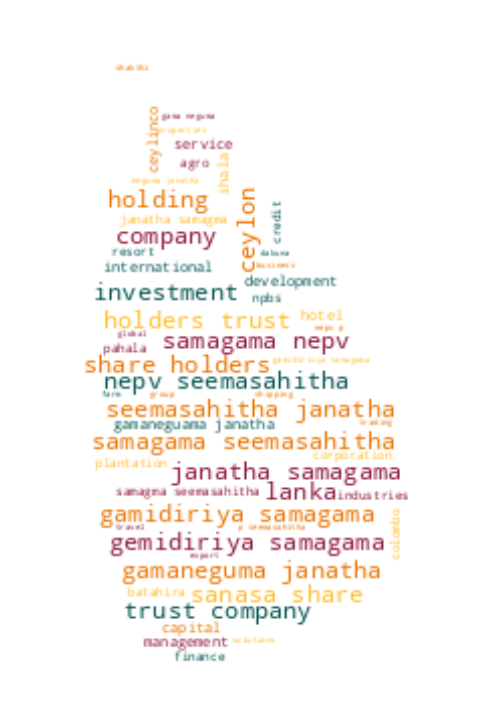 shakthi
ceylinco
gama neguma
properties
service
agro
ihala
neguma janatha
holding
ceylon
credit
janatha samagma
company
resort
dakuna
international
business
development
investment
npbs
holders trust
hotel
nepv p
global
samagama nepv
pahala
gamidiriya samagama
share holders
nepv seemasahitha
farm
group
shipping
seemasahitha janatha
gamaneguama janatha
trading
samagama seemasahitha
corporation
plantation
janatha samagama
samagma seemasahitha
lanka
industries
gamidiriya samagama
colombo
travel
p seemasahitha
gemidiriya samagama
export
gamaneguma janatha
batahira
sanasa share
trust company
capital
management
solutions
finance